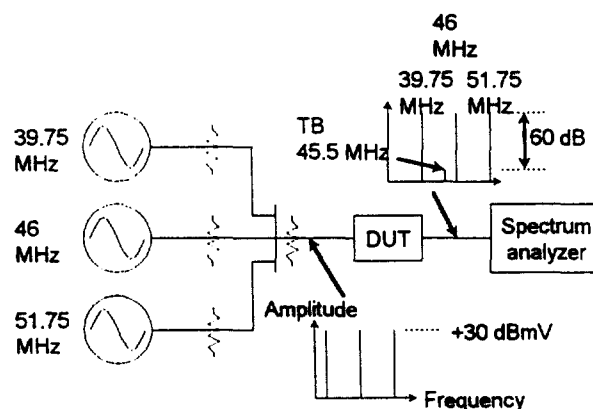 46
MHz
39.75 51.75
MHz MHz
TB
45.5 MHz
60 dB
39.75
MHz
46
MHz
DUT
Spectrum
analyzer
51.75
MHz
Amplitude
+30 dBmV
Frequency